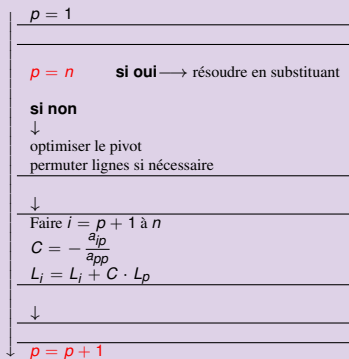 p = 1
p = n si oui → résoudre en substituant
si non
↓
optimiser le pivot
permuter lignes si nécessaire
↓
Faire i = p + 1 à n
C = − a_ip / a_pp
L_i = L_i + C · L_p
↓
p = p + 1